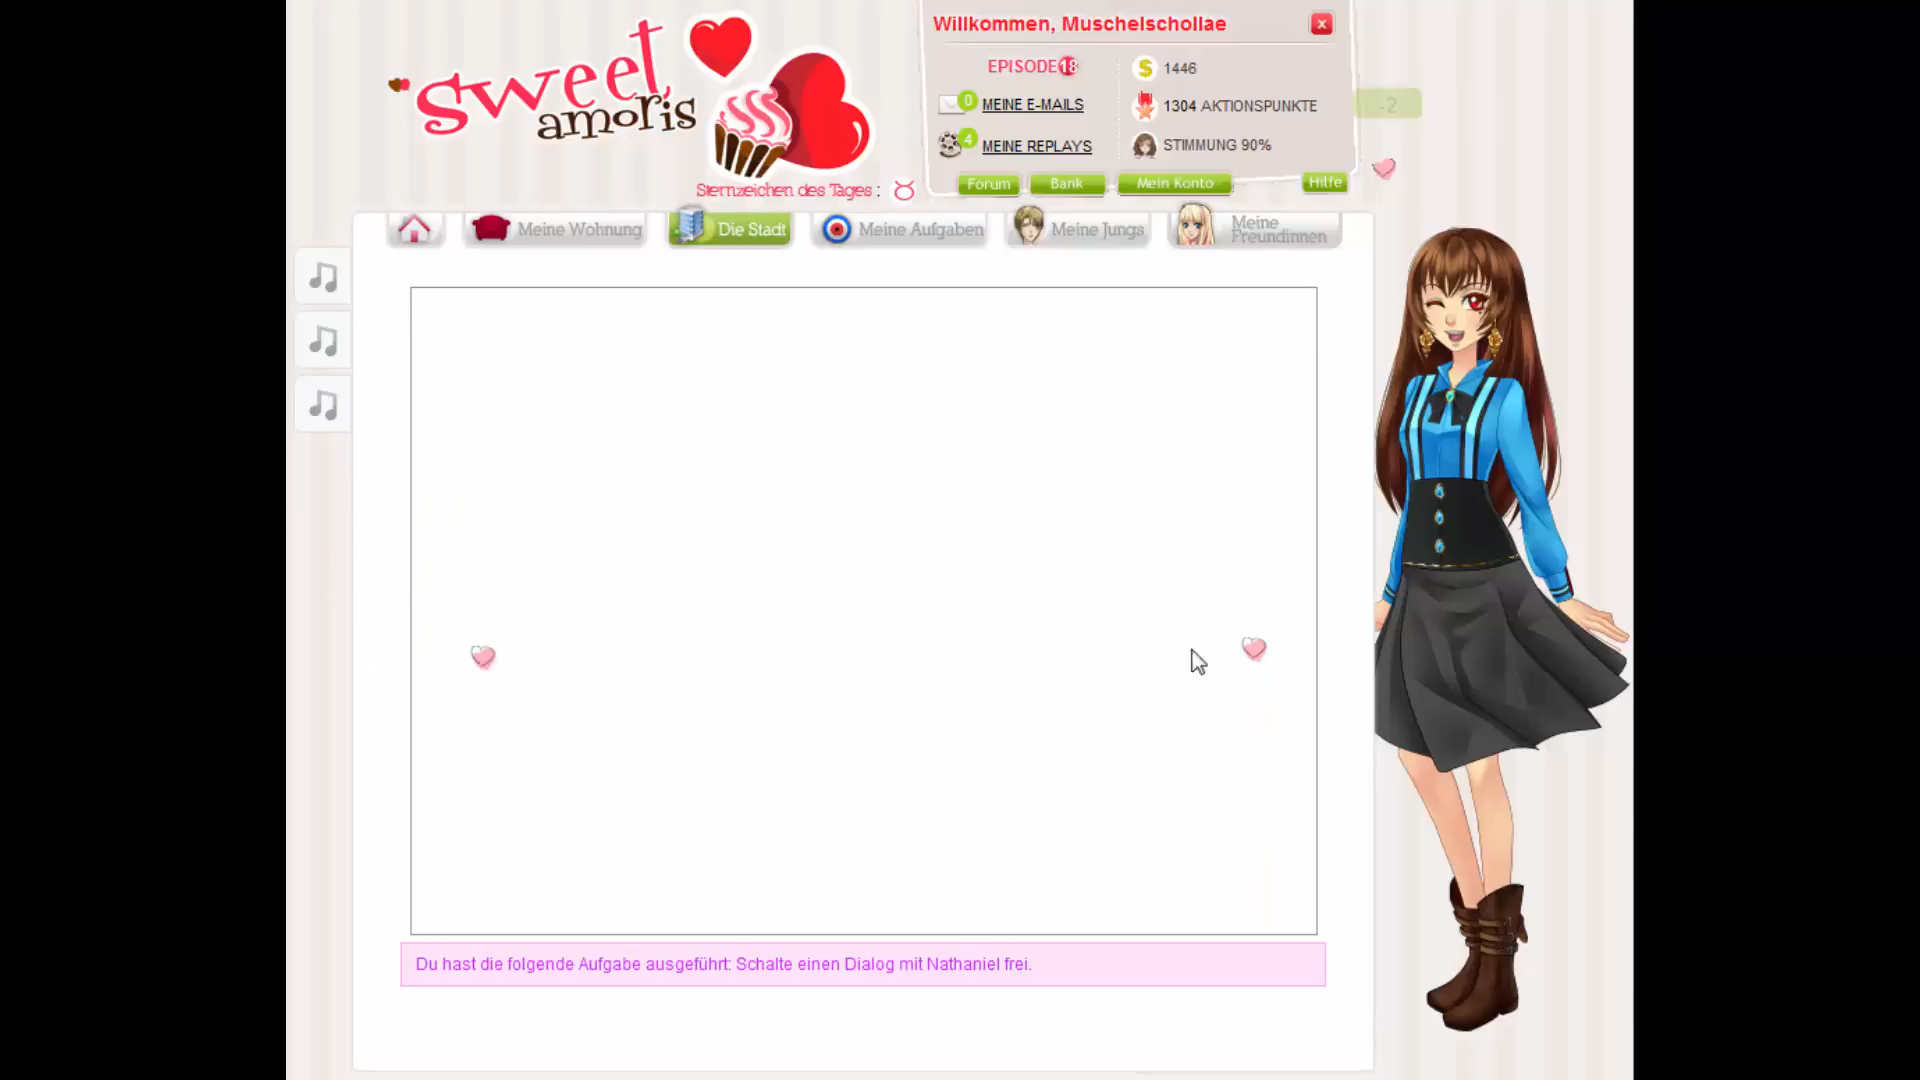 sweet
amoris
Sternzeichen des Tages :
Willkommen, Muschelschollae
x
EPISODE 18
0 MEINE E-MAILS
4 MEINE REPLAYS
$ 1446
1304 AKTIONSPUNKTE
STIMMUNG 90%
-2
Forum
Bank
Mein Konto
Hilfe
Meine Wohnung
Die Stadt
Meine Aufgaben
Meine Jungs
Meine
Freundinnen
Du hast die folgende Aufgabe ausgeführt: Schalte einen Dialog mit Nathaniel frei.